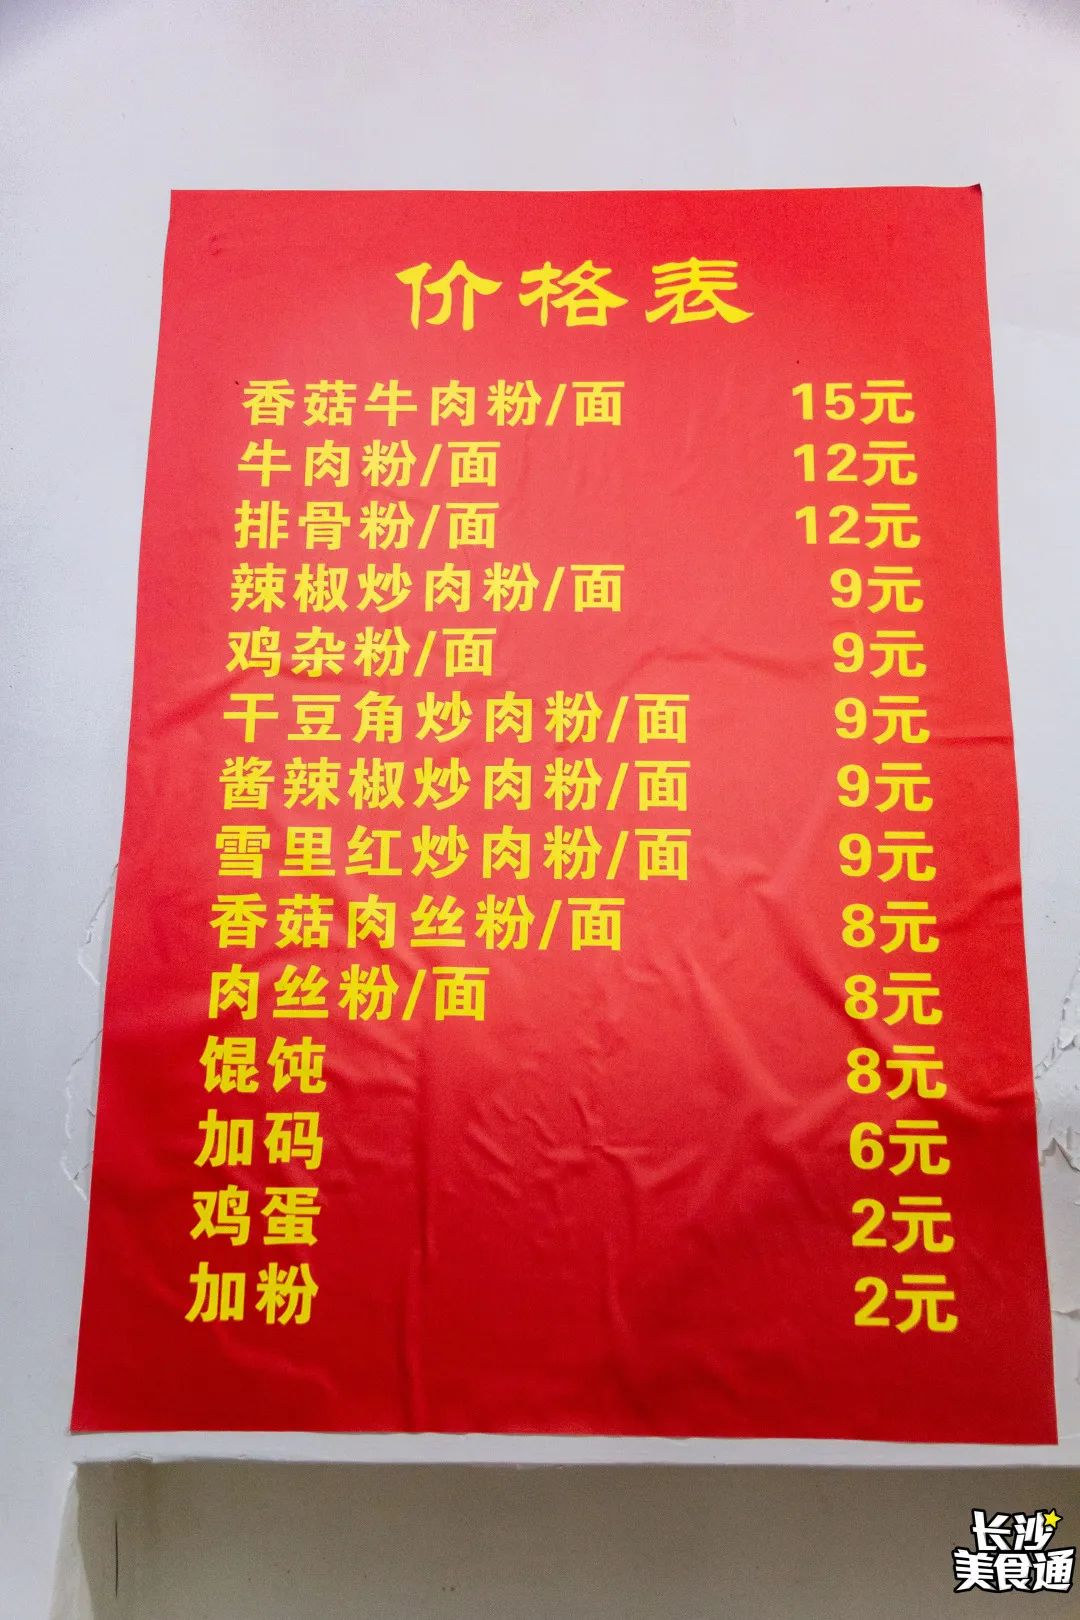 价格表
香菇牛肉粉/面 15元
牛肉粉/面 12元
排骨粉/面 12元
辣椒炒肉粉/面 9元
鸡杂粉/面 9元
干豆角炒肉粉/面 9元
酱辣椒炒肉粉/面 9元
雪里红炒肉粉/面 9元
香菇肉丝粉/面 8元
肉丝粉/面 8元
馄饨 8元
加码 6元
鸡蛋 2元
加粉 2元
长沙
美食通